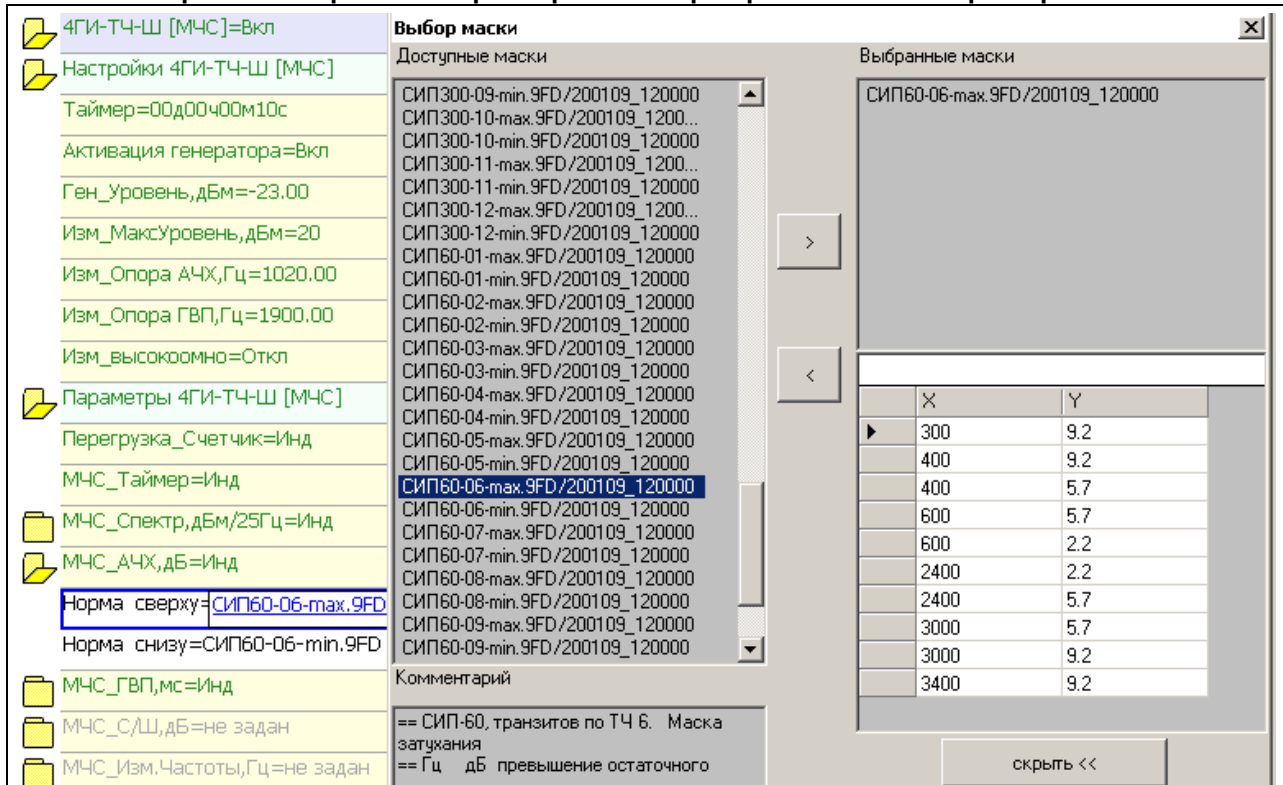 4ГИ-ТЧ-Ш [МЧС]=Вкл
Настройки 4ГИ-ТЧ-Ш [МЧС]
Таймер=00д00ч00м10с
Активация генератора=Вкл
Ген_Уровень,дБм=-23.00
Изм_МаксУровень,дБм=20
Изм_Опора АЧХ,Гц=1020.00
Изм_Опора ГВП,Гц=1900.00
Изм_высокоомно=Откл
Параметры 4ГИ-ТЧ-Ш [МЧС]
Перегрузка_Счетчик=Инд
МЧС_Таймер=Инд
МЧС_Спектр,дБм/25Гц=Инд
МЧС_АЧХ,дБ=Инд
Норма сверху=СИП60-06-max.9FD
Норма снизу=СИП60-06-min.9FD
МЧС_ГВП,мс=Инд
МЧС_С/Ш,дБ=не задан
МЧС_Изм.Частоты,Гц=не задан
Выбор маски
Доступные маски
СИП300-09-min.9FD/200109_120000
СИП300-10-max.9FD/200109_1200...
СИП300-10-min.9FD/200109_120000
СИП300-11-max.9FD/200109_1200...
СИП300-11-min.9FD/200109_120000
СИП300-12-max.9FD/200109_1200...
СИП300-12-min.9FD/200109_120000
СИП60-01-max.9FD/200109_120000
СИП60-01-min.9FD/200109_120000
СИП60-02-max.9FD/200109_120000
СИП60-02-min.9FD/200109_120000
СИП60-03-max.9FD/200109_120000
СИП60-03-min.9FD/200109_120000
СИП60-04-max.9FD/200109_120000
СИП60-04-min.9FD/200109_120000
СИП60-05-max.9FD/200109_120000
СИП60-05-min.9FD/200109_120000
СИП60-06-max.9FD/200109_120000
СИП60-06-min.9FD/200109_120000
СИП60-07-max.9FD/200109_120000
СИП60-07-min.9FD/200109_120000
СИП60-08-max.9FD/200109_120000
СИП60-08-min.9FD/200109_120000
СИП60-09-max.9FD/200109_120000
СИП60-09-min.9FD/200109_120000
Комментарий
== СИП-60, транзитов по ТЧ 6. Маска
затухания
== Гц дБ превышение остаточного
>
<
Выбранные маски
СИП60-06-max.9FD/200109_120000
X Y
300 9.2
400 9.2
400 5.7
600 5.7
600 2.2
2400 2.2
2400 5.7
3000 5.7
3000 9.2
3400 9.2
скрыть <<